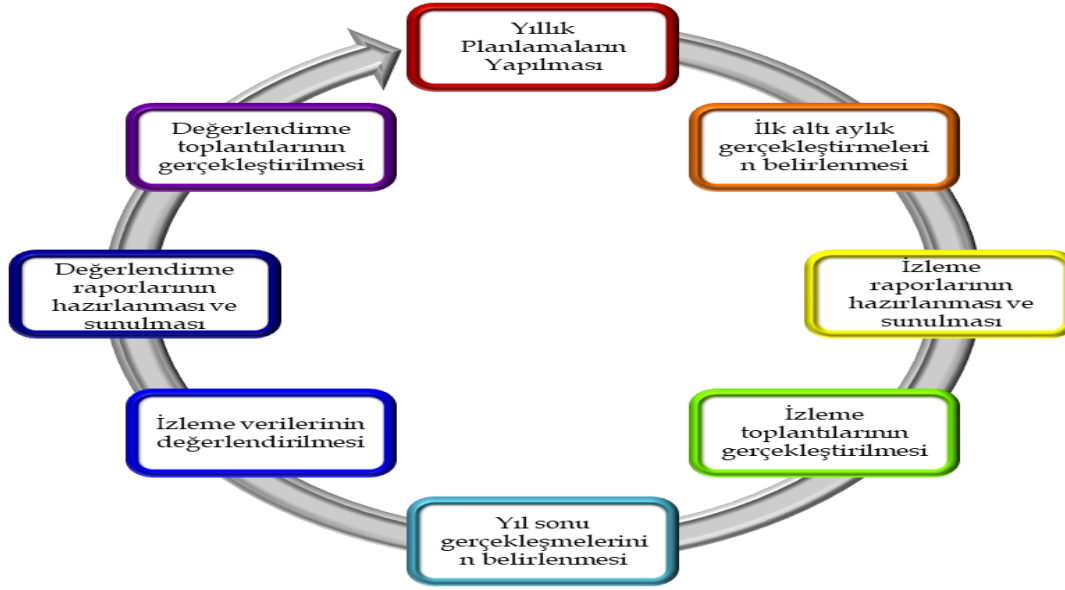 Yıllık
Planlamaların
Yapılması
İlk altı aylık
gerçekleştirmeleri
n belirlenmesi
İzleme
raporlarının
hazırlanması ve
sunulması
İzleme
toplantılarının
gerçekleştirilmesi
Yıl sonu
gerçekleşmelerini
n belirlenmesi
İzleme verilerinin
değerlendirilmesi
Değerlendirme
raporlarının
hazırlanması ve
sunulması
Değerlendirme
toplantılarının
gerçekleştirilmesi